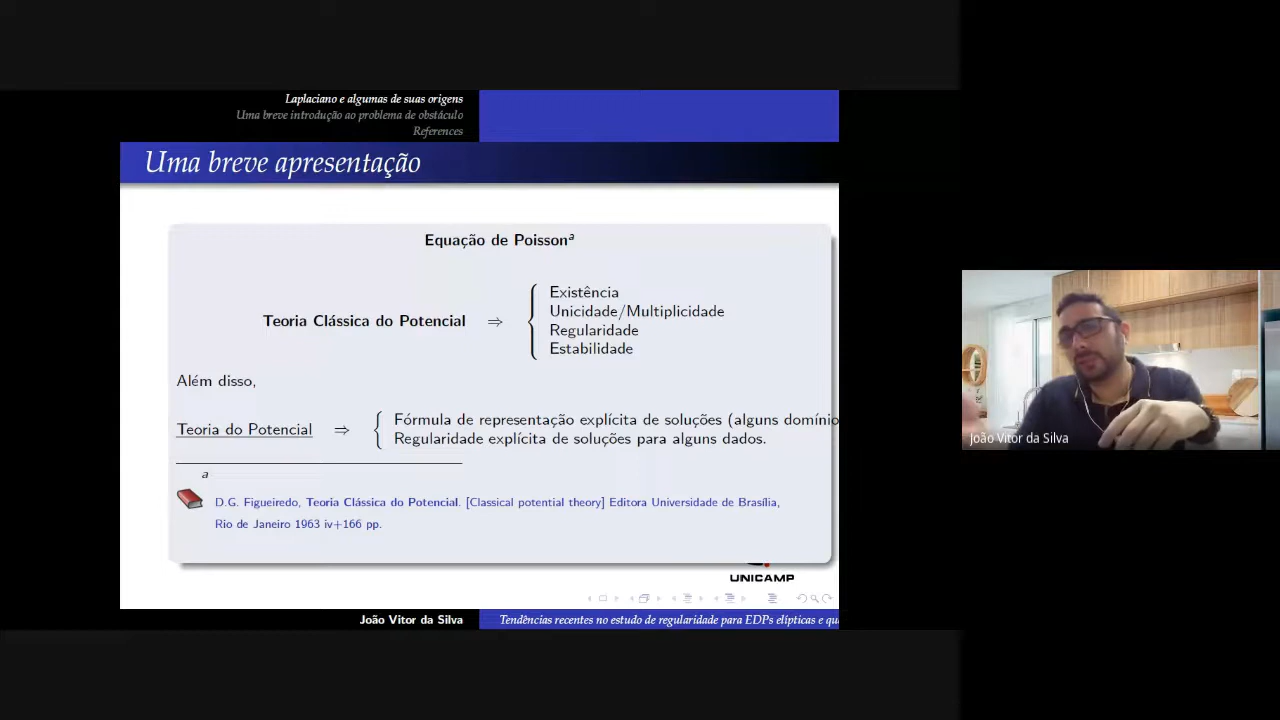 Laplaciano e algumas de suas origens
Uma breve introdução ao problema de obstáculo
References
Uma breve apresentação
Equação de Poissonᵃ
Teoria Clássica do Potencial ⇒ { Existência
Unicidade/Multiplicidade
Regularidade
Estabilidade
Além disso,
Teoria do Potencial ⇒ { Fórmula de representação explícita de soluções (alguns domínio
Regularidade explícita de soluções para alguns dados.
a
D.G. Figueiredo, Teoria Clássica do Potencial. [Classical potential theory] Editora Universidade de Brasília,
Rio de Janeiro 1963 iv+166 pp.
UNICAMP
João Vitor da Silva
Tendências recentes no estudo de regularidade para EDPs elípticas e qu
João Vitor da Silva